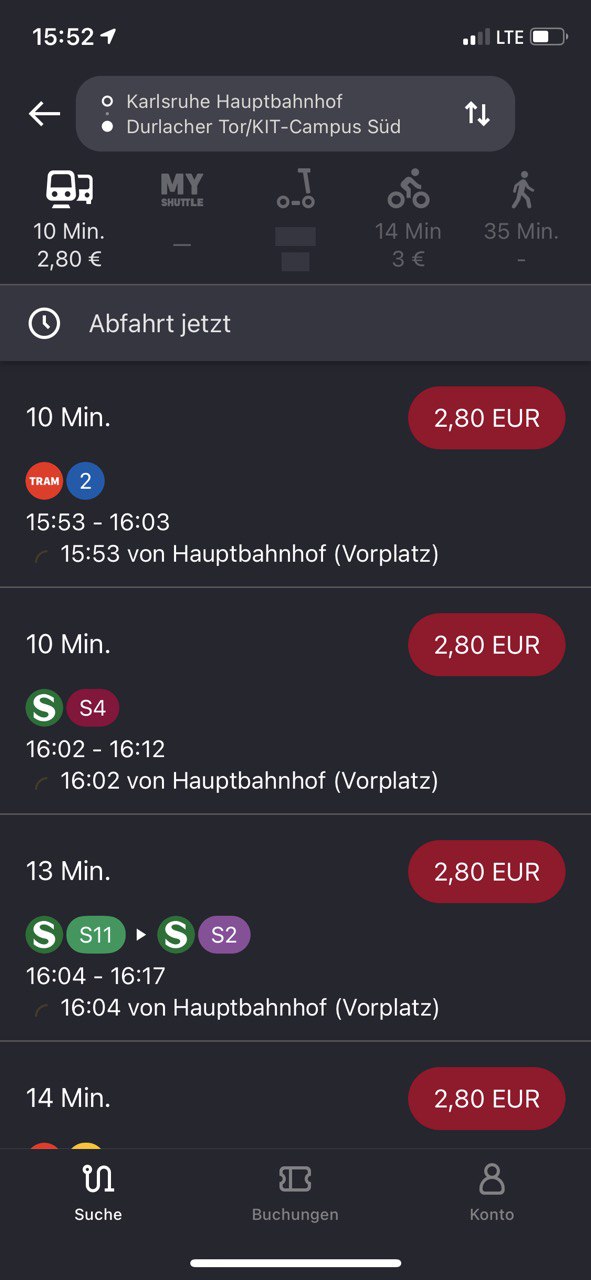 15:52 LTE
Karlsruhe Hauptbahnhof
Durlacher Tor/KIT-Campus Süd
MY
SHUTTLE
10 Min. — 14 Min 35 Min.
2,80 € 3 € -
Abfahrt jetzt
10 Min. 2,80 EUR
TRAM 2
15:53 - 16:03
15:53 von Hauptbahnhof (Vorplatz)
10 Min. 2,80 EUR
S S4
16:02 - 16:12
16:02 von Hauptbahnhof (Vorplatz)
13 Min. 2,80 EUR
S S11 S S2
16:04 - 16:17
16:04 von Hauptbahnhof (Vorplatz)
14 Min. 2,80 EUR
Suche Buchungen Konto